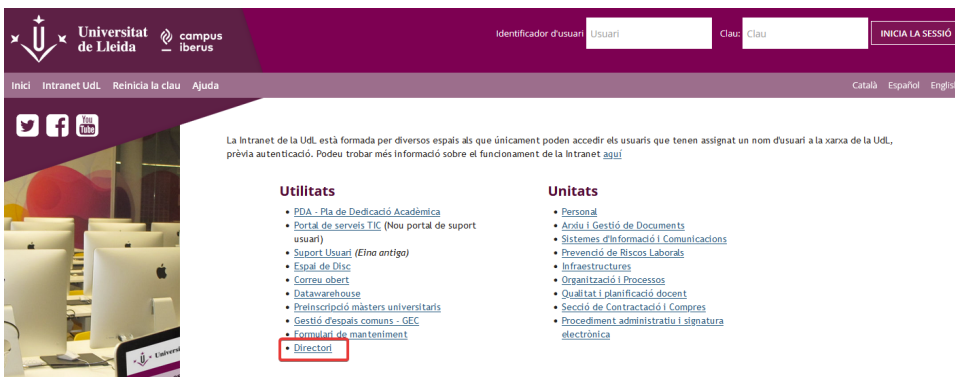 Universitat
de Lleida
campus
iberus
Identificador d'usuari Usuari Clau: Clau INICIA LA SESSIÓ
Inici Intranet UdL Reinicia la clau Ajuda Català Español English
You
Tube
La Intranet de la UdL està formada per diversos espais als que únicament poden accedir els usuaris que tenen assignat un nom d'usuari a la xarxa de la UdL,
prèvia autenticació. Podeu trobar més informació sobre el funcionament de la Intranet aquí
Utilitats
• PDA - Pla de Dedicació Acadèmica
• Portal de serveis TIC (Nou portal de suport
usuari)
• Suport Usuari (Eina antiga)
• Espai de Disc
• Correu obert
• Datawarehouse
• Preinscripció màsters universitaris
• Gestió d'espais comuns - GEC
• Formulari de manteniment
• Directori
Unitats
• Personal
• Arxiu i Gestió de Documents
• Sistemes d'Informació i Comunicacions
• Prevenció de Riscos Laborals
• Infraestructures
• Organització i Processos
• Qualitat i planificació docent
• Secció de Contractació i Compres
• Procediment administratiu i signatura
electrònica